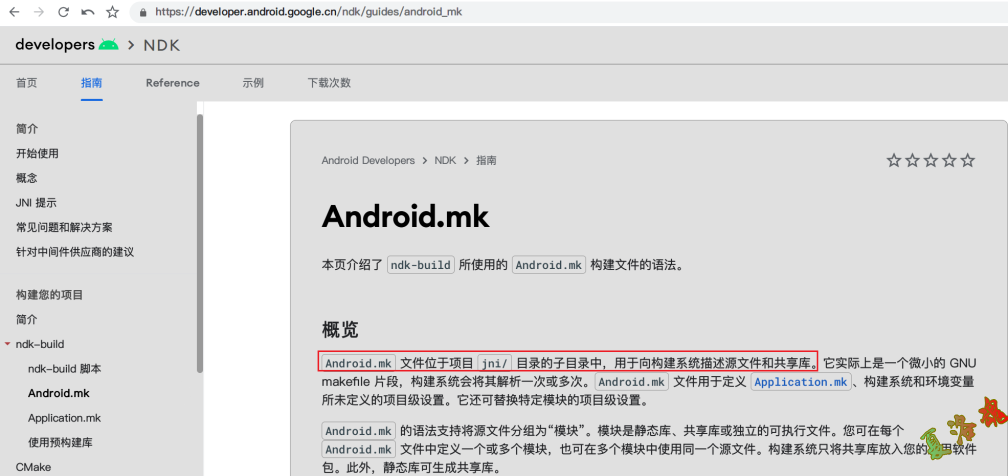 https://developer.android.google.cn/ndk/guides/android_mk
developers > NDK
首页 指南 Reference 示例 下载次数
简介
开始使用
概念
JNI 提示
常见问题和解决方案
针对中间件供应商的建议
构建您的项目
简介
ndk-build
ndk-build 脚本
Android.mk
Application.mk
使用预构建库
CMake
Android Developers > NDK > 指南
Android.mk
本页介绍了 ndk-build 所使用的 Android.mk 构建文件的语法。
概览
Android.mk 文件位于项目 jni/ 目录的子目录中，用于向构建系统描述源文件和共享库。它实际上是一个微小的 GNU
makefile 片段，构建系统会将其解析一次或多次。Android.mk 文件用于定义 Application.mk、构建系统和环境变量
所未定义的项目级设置。它还可替换特定模块的项目级设置。
Android.mk 的语法支持将源文件分组为“模块”。模块是静态库、共享库或独立的可执行文件。您可在每个
Android.mk 文件中定义一个或多个模块，也可在多个模块中使用同一个源文件。构建系统只将共享库放入您的应用软件
包。此外，静态库可生成共享库。